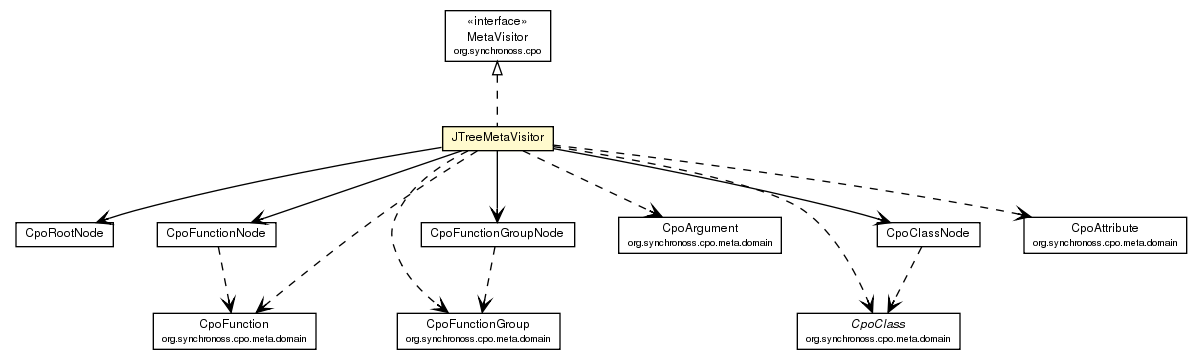 «interface»
MetaVisitor
org.synchronoss.cpo
JTreeMetaVisitor
CpoRootNode
CpoFunctionNode
CpoFunctionGroupNode
CpoArgument
org.synchronoss.cpo.meta.domain
CpoClassNode
CpoAttribute
org.synchronoss.cpo.meta.domain
CpoFunction
org.synchronoss.cpo.meta.domain
CpoFunctionGroup
org.synchronoss.cpo.meta.domain
CpoClass
org.synchronoss.cpo.meta.domain